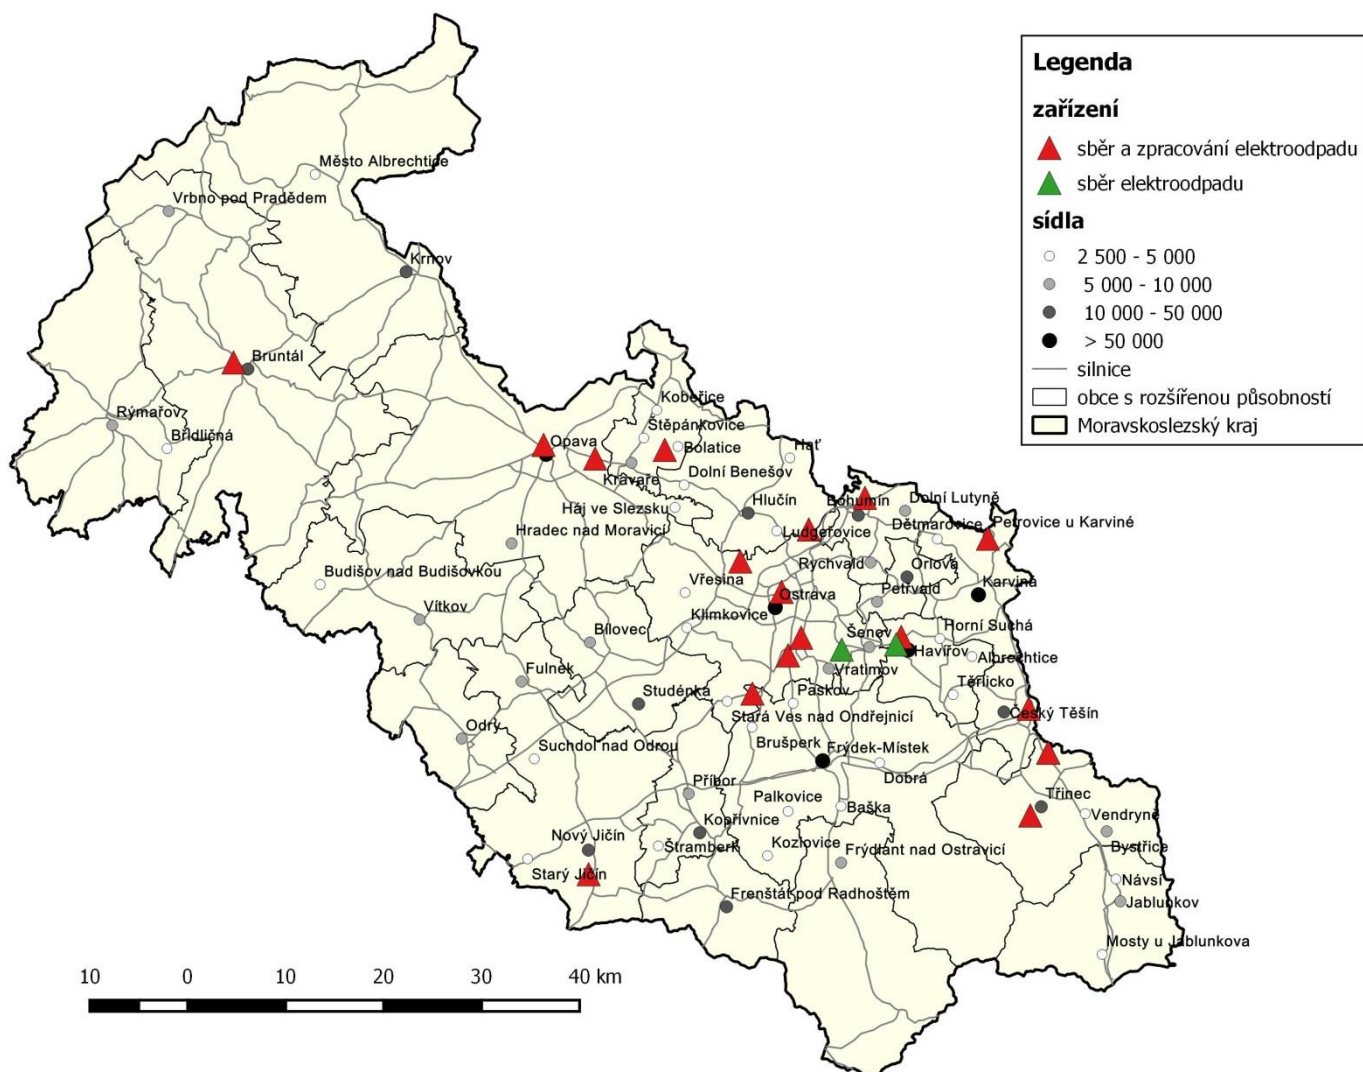 Legenda
zařízení
sběr a zpracování elektroodpadu
sběr elektroodpadu
sídla
2 500 - 5 000
5 000 - 10 000
10 000 - 50 000
> 50 000
silnice
obce s rozšířenou působností
Moravskoslezský kraj
Město Albrechtice
Vrbno pod Pradědem
Krnov
Bruntál
Rýmařov
Břidličná
Kobeřice
Štěpánkovice
Opava
Bolatice
Hať
Kravaře
Dolní Benešov
Háj ve Slezsku
Hlučín
Bohumín
Dolní Lutyně
Hradec nad Moravicí
Ludgeřovice
Dětmarovice
Petrovice u Karviné
Rychvald
Orlová
Budišov nad Budišovkou
Vřesina
Ostrava
Petřvald
Karviná
Vítkov
Klimkovice
Bílovec
Šenov
Horní Suchá
Havířov
Albrechtice
Fulnek
Vratimov
Těrlicko
Studénka
Paskov
Český Těšín
Odry
Stará Ves nad Ondřejnicí
Suchdol nad Odrou
Brušperk
Frýdek-Místek
Dobrá
Příbor
Palkovice
Baška
Třinec
Vendryně
Nový Jičín
Kopřivnice
Štramberk
Kozlovice
Frýdlant nad Ostravicí
Bystřice
Starý Jičín
Návsí
Frenštát pod Radhoštěm
Jablunkov
Mosty u Jablunkova
10 0 10 20 30 40 km